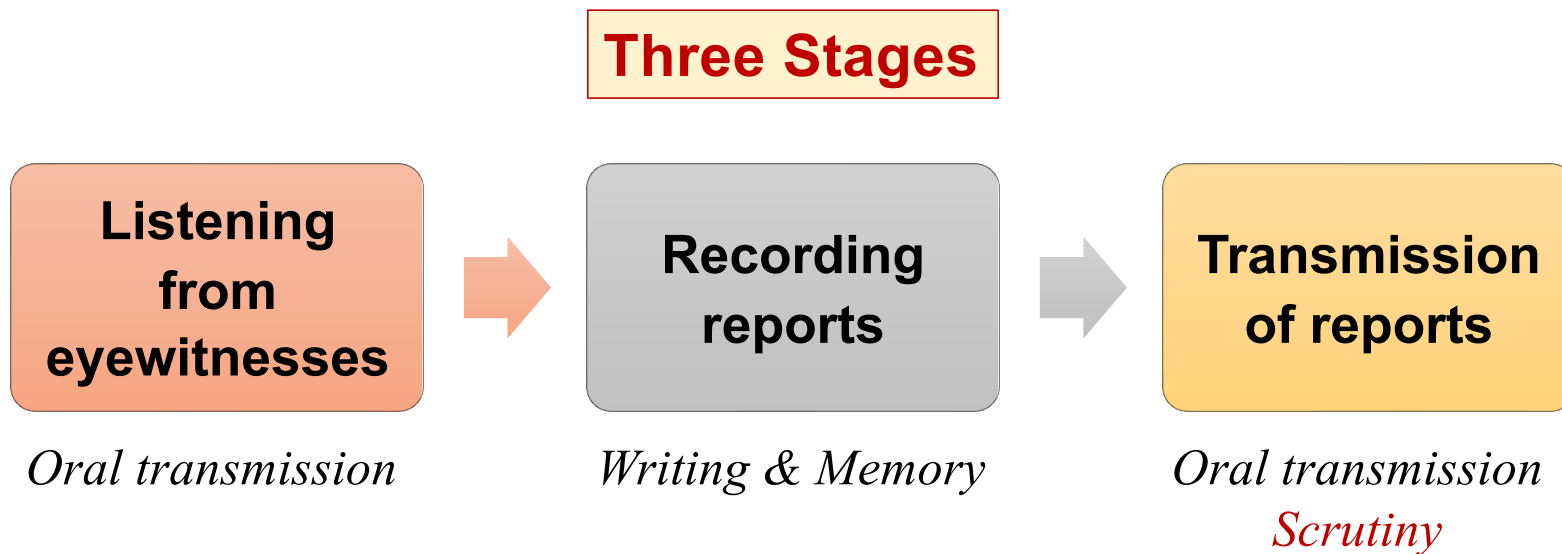 Three Stages
Listening
from
eyewitnesses
Oral transmission
Recording
reports
Writing & Memory
Transmission
of reports
Oral transmission
Scrutiny